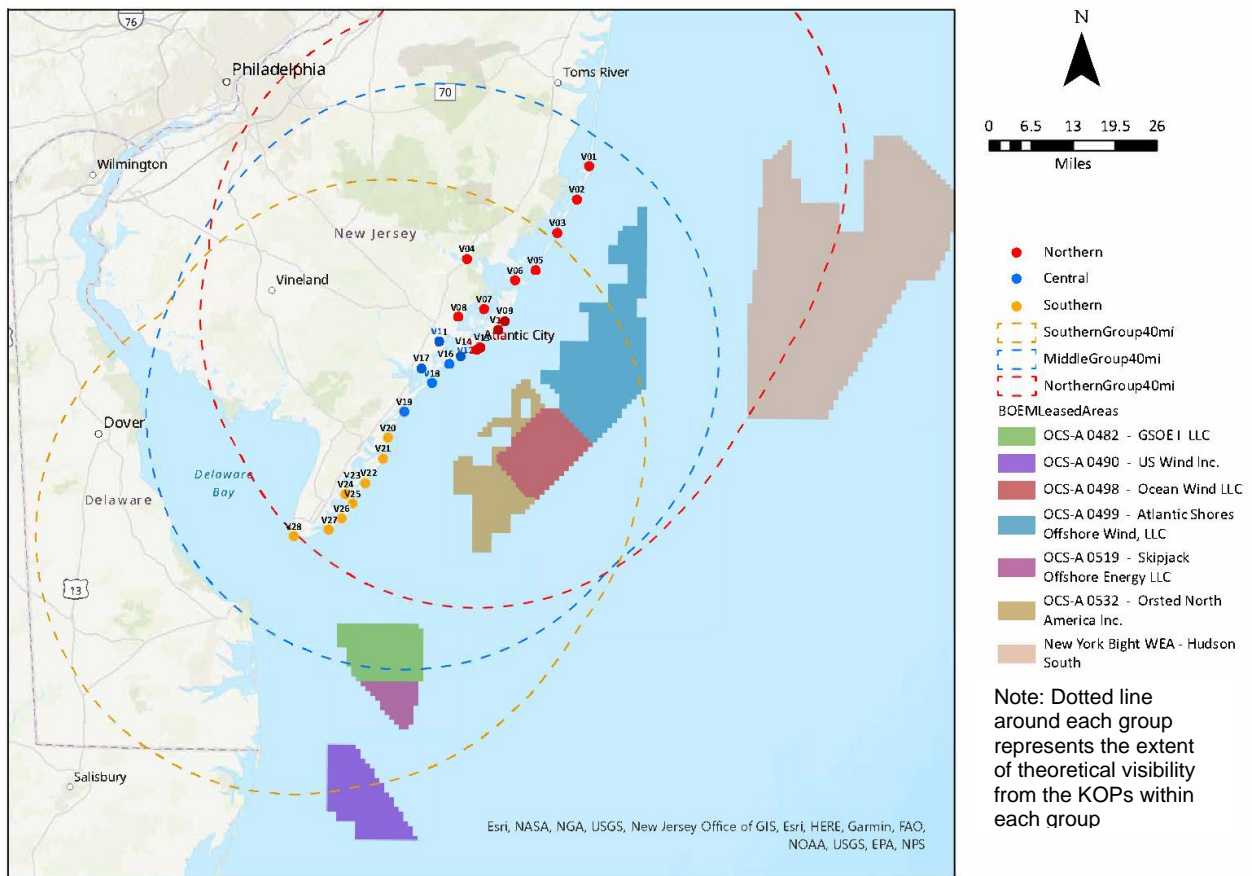 76
Philadelphia
Toms River
70
Wilmington
V01
V02
V03
New Jersey
V04
V05
V06
Vineland
V07
V08
V09
V11
Atlantic City
V14
V16
V17
V18
V19
Dover
V20
V21
Delaware
Bay
V22
V23
V24
V25
V26
V27
V28
Delaware
13
Salisbury
Esri, NASA, NGA, USGS, New Jersey Office of GIS, Esri, HERE, Garmin, FAO,
NOAA, USGS, EPA, NPS
N
0 6.5 13 19.5 26
Miles
Northern
Central
Southern
SouthernGroup40mi
MiddleGroup40mi
NorthernGroup40mi
BOEMLeasedAreas
OCS-A 0482 - GSOE I LLC
OCS-A 0490 - US Wind Inc.
OCS-A 0498 - Ocean Wind LLC
OCS-A 0499 - Atlantic Shores
Offshore Wind, LLC
OCS-A 0519 - Skipjack
Offshore Energy LLC
OCS-A 0532 - Orsted North
America Inc.
New York Bight WEA - Hudson
South
Note: Dotted line
around each group
represents the extent
of theoretical visibility
from the KOPs within
each group